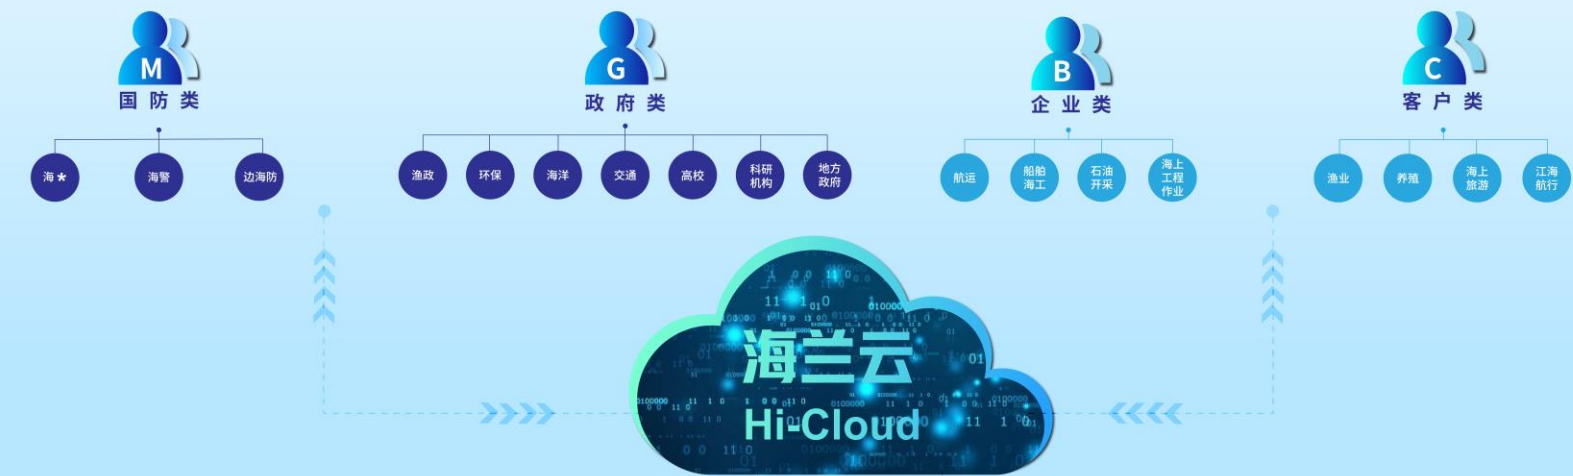 M
国防类
G
政府类
B
企业类
C
客户类
海*
海警
边海防
渔政
环保
海洋
交通
高校
科研
机构
地方
政府
航运
船舶
海工
石油
开采
海上
工程
作业
渔业
养殖
海上
旅游
江海
航行
海兰云
Hi-Cloud